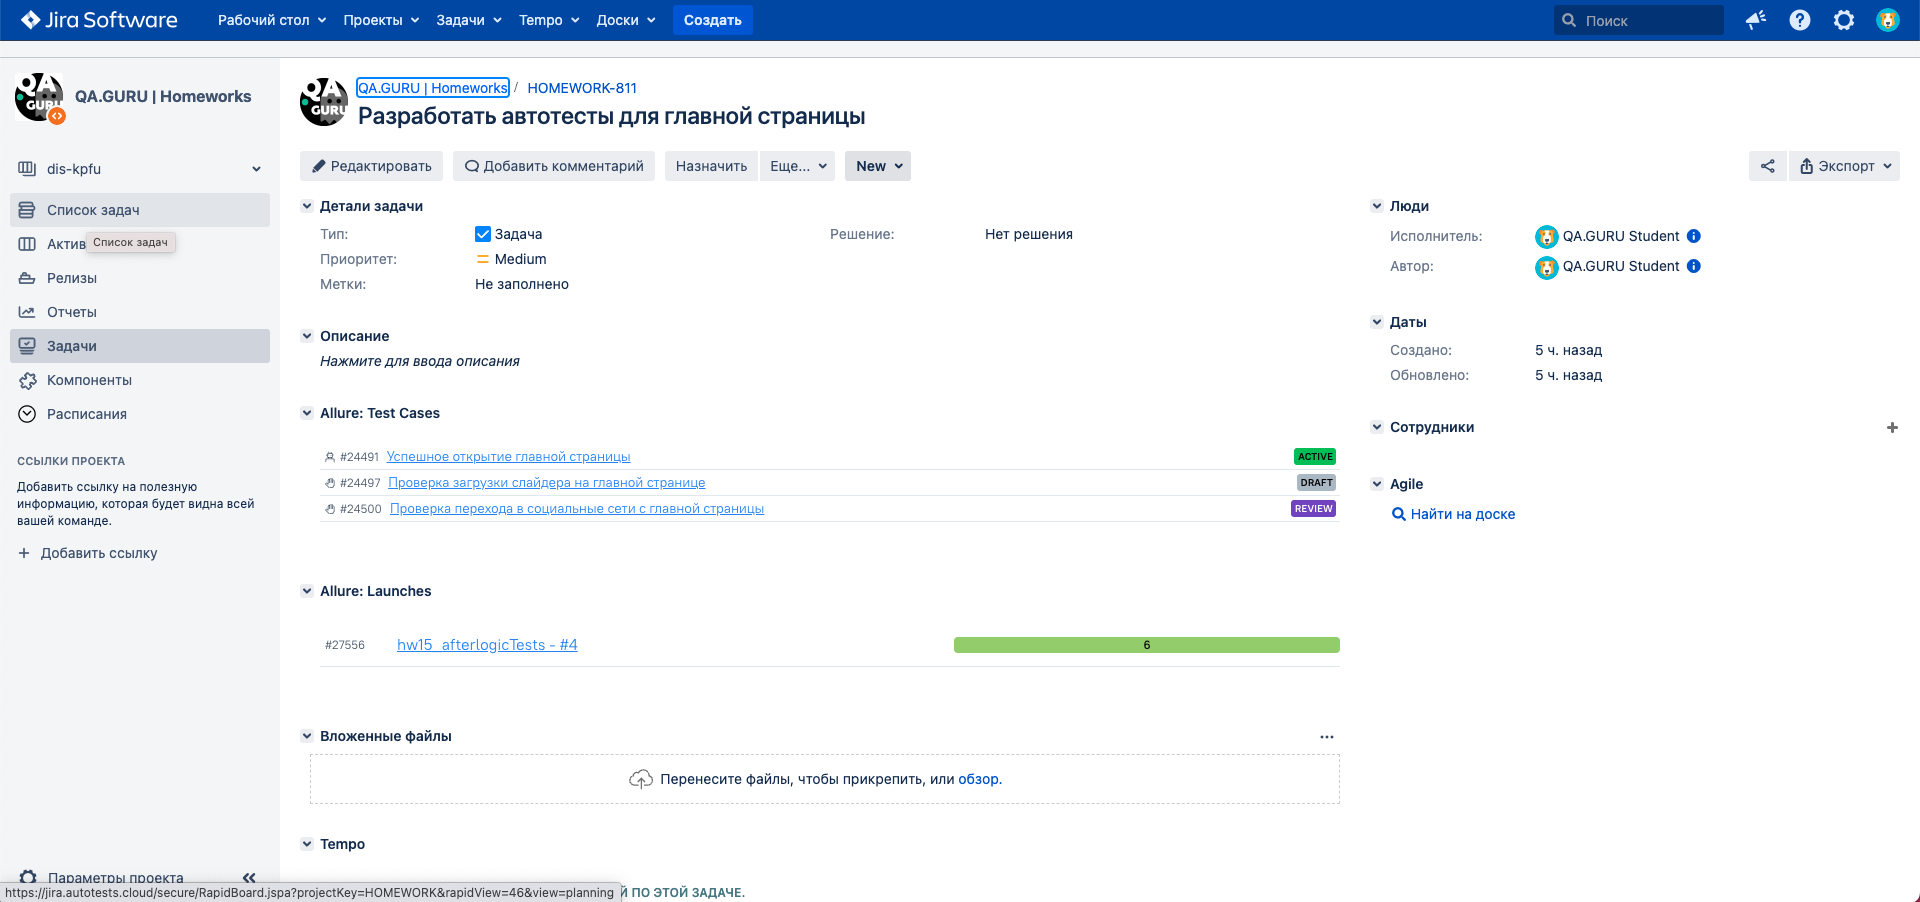 Jira Software
Рабочий стол Проекты Задачи Tempo Доски Создать Поиск
QA GURU
QA.GURU | Homeworks
dis-kpfu
Список задач
Актив
Список задач
Релизы
Отчеты
Задачи
Компоненты
Расписания
ССЫЛКИ ПРОЕКТА
Добавить ссылку на полезную
информацию, которая будет видна всей
вашей команде.
Добавить ссылку
Параметры проекта
https://jira.autotests.cloud/secure/RapidBoard.jspa?projectKey=HOMEWORK&rapidView=46&view=planning
QA GURU
QA.GURU | Homeworks / HOMEWORK-811
Разработать автотесты для главной страницы
Редактировать Добавить комментарий Назначить Еще... New Экспорт
Детали задачи
Тип: Задача Решение: Нет решения
Приоритет: Medium
Метки: Не заполнено
Описание
Нажмите для ввода описания
Allure: Test Cases
#24491 Успешное открытие главной страницы ACTIVE
#24497 Проверка загрузки слайдера на главной странице DRAFT
#24500 Проверка перехода в социальные сети с главной страницы REVIEW
Allure: Launches
#27556 hw15_afterlogicTests - #4 6
Вложенные файлы
Перенесите файлы, чтобы прикрепить, или обзор.
Tempo
Й ПО ЭТОЙ ЗАДАЧЕ.
Люди
Исполнитель: QA.GURU Student
Автор: QA.GURU Student
Даты
Создано: 5 ч. назад
Обновлено: 5 ч. назад
Сотрудники
Agile
Найти на доске